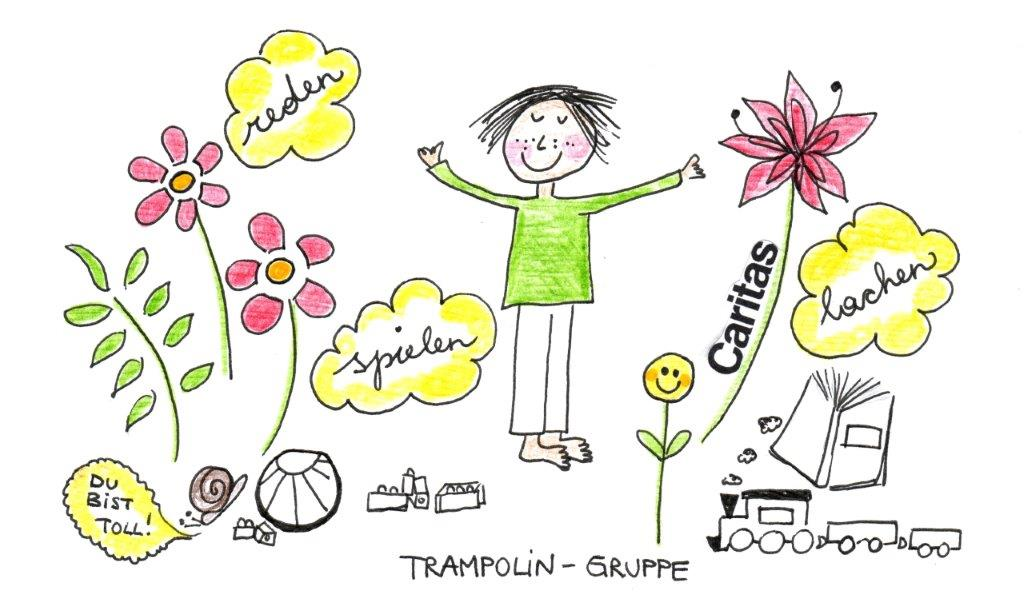 reden
spielen
Caritas
lachen
DU
BIST
TOLL!
TRAMPOLIN - GRUPPE